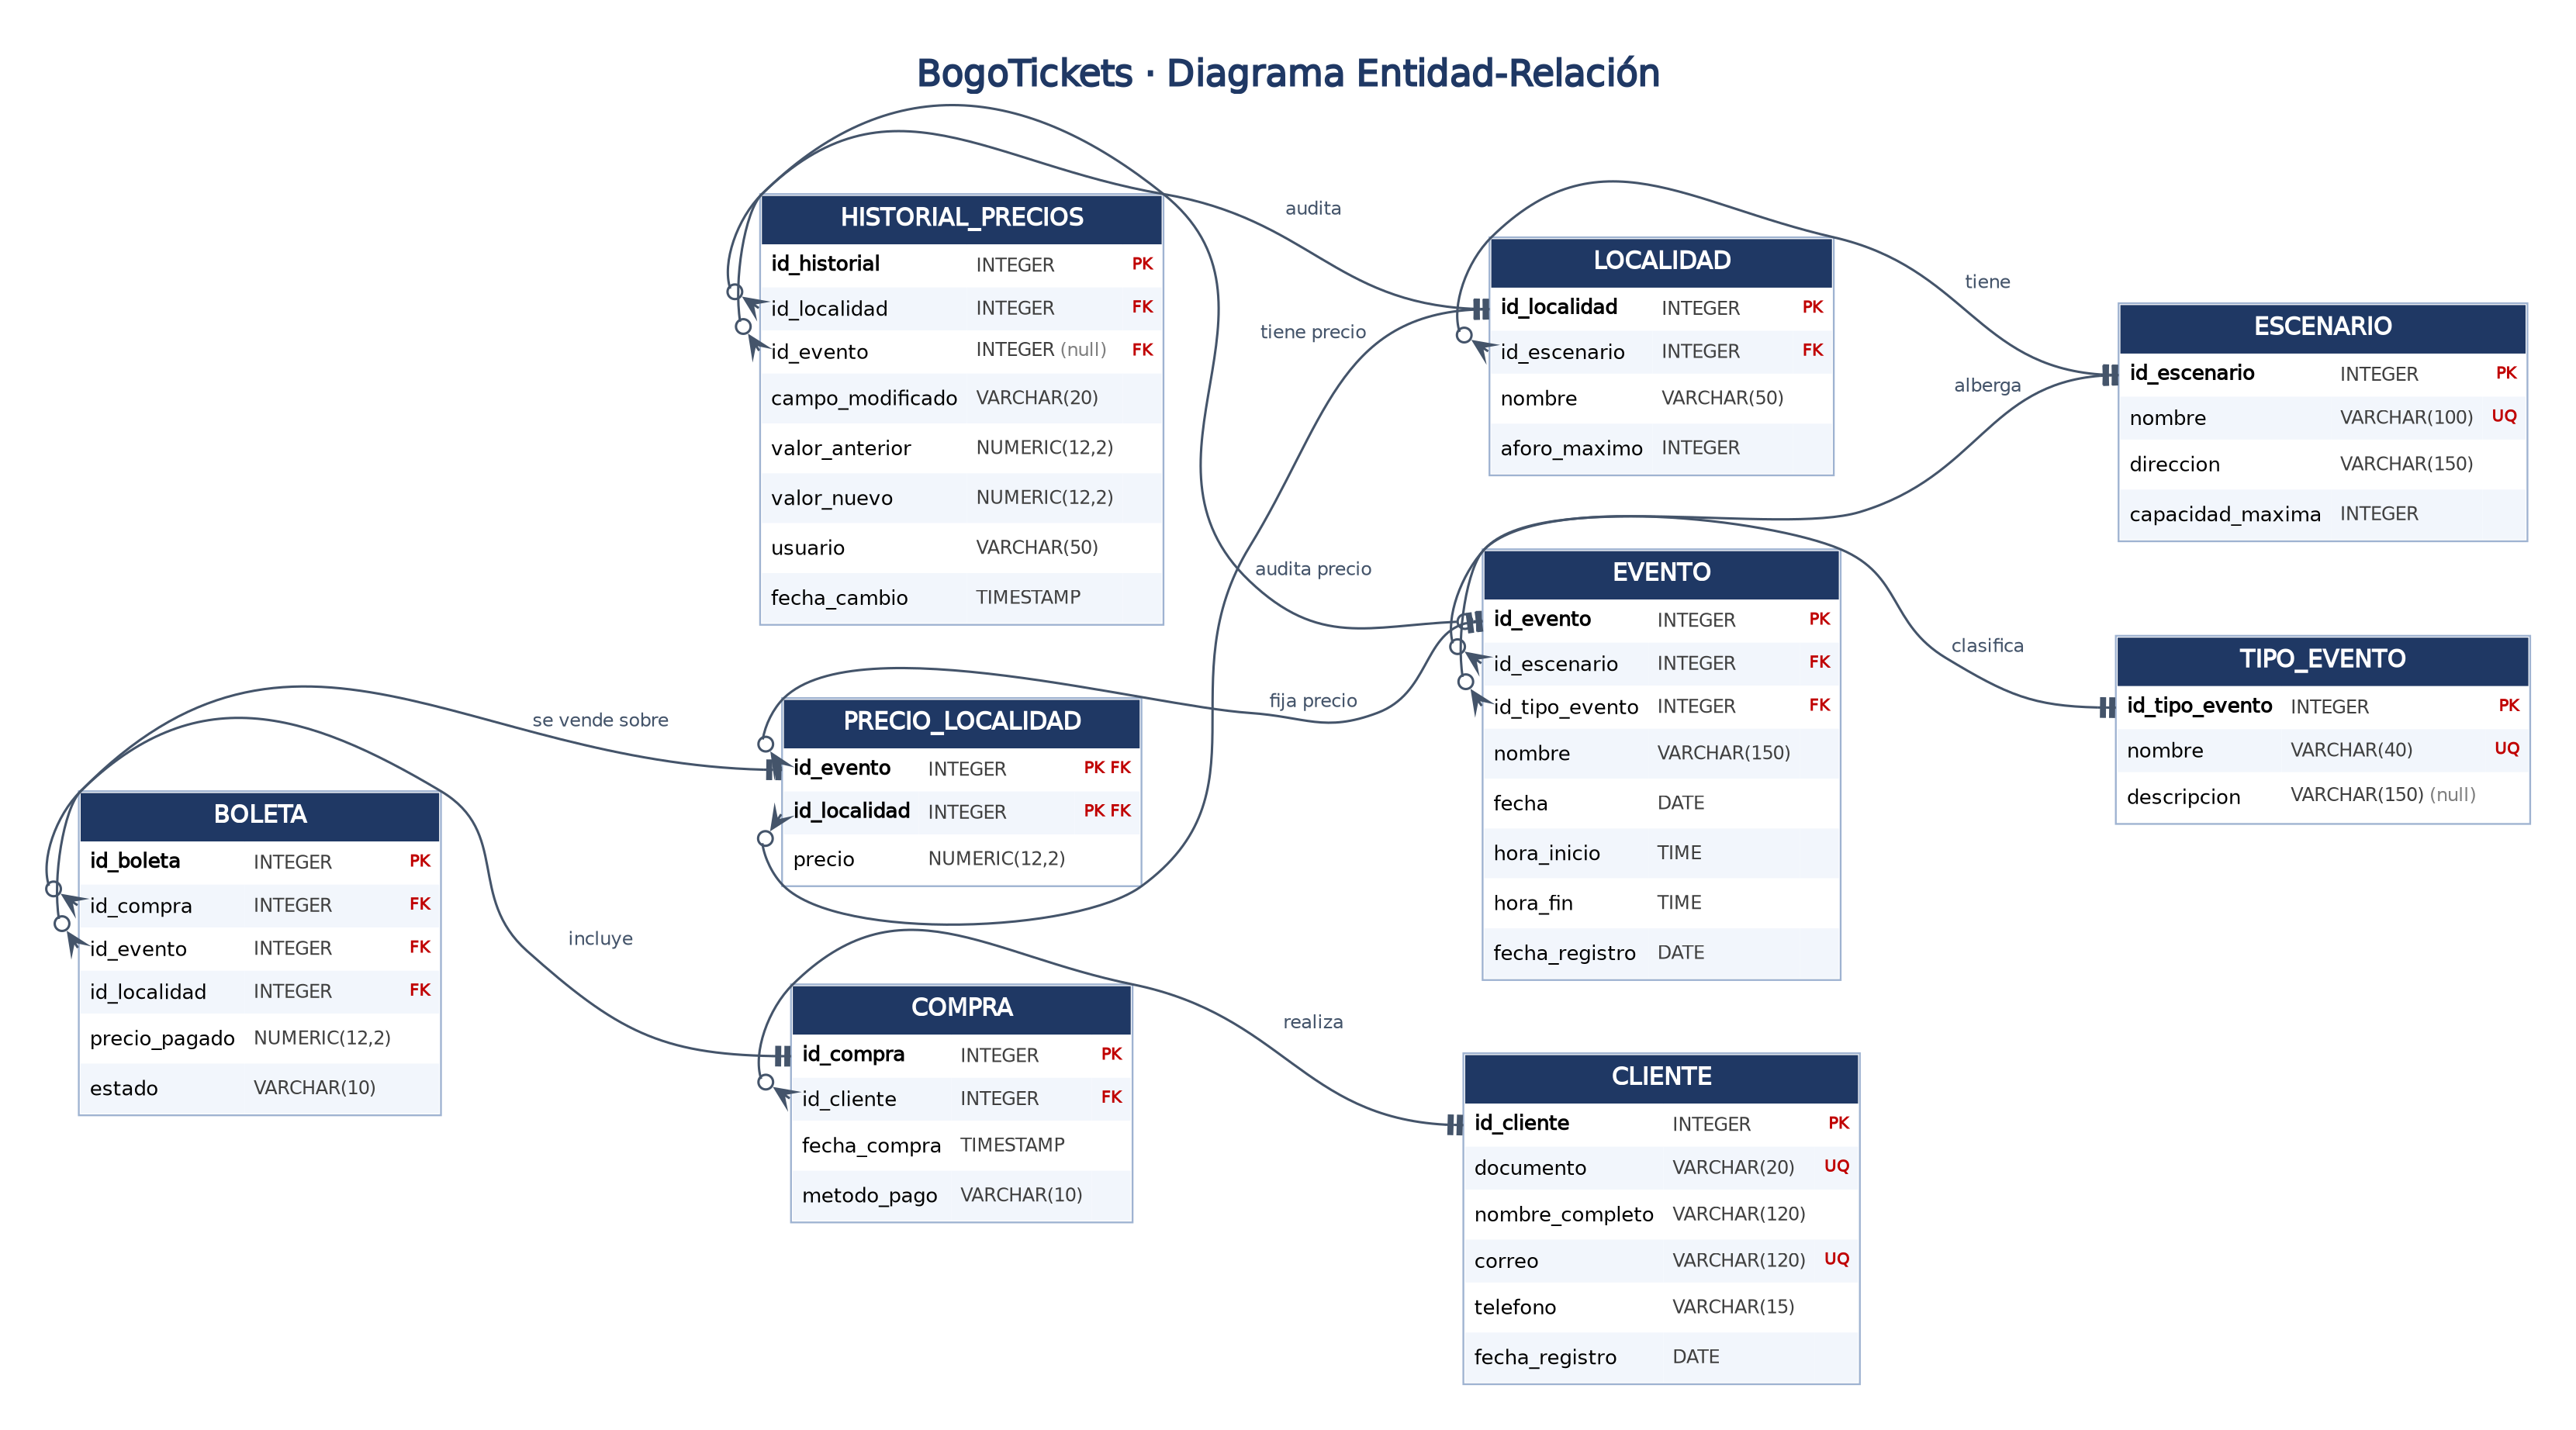 BogoTickets · Diagrama Entidad-Relación
HISTORIAL_PRECIOS
id_historial INTEGER PK
id_localidad INTEGER FK
id_evento INTEGER (null) FK
campo_modificado VARCHAR(20)
valor_anterior NUMERIC(12,2)
valor_nuevo NUMERIC(12,2)
usuario VARCHAR(50)
fecha_cambio TIMESTAMP
audita
tiene precio
audita precio
fija precio
LOCALIDAD
id_localidad INTEGER PK
id_escenario INTEGER FK
nombre VARCHAR(50)
aforo_maximo INTEGER
tiene
alberga
clasifica
ESCENARIO
id_escenario INTEGER PK
nombre VARCHAR(100) UQ
direccion VARCHAR(150)
capacidad_maxima INTEGER
EVENTO
id_evento INTEGER PK
id_escenario INTEGER FK
id_tipo_evento INTEGER FK
nombre VARCHAR(150)
fecha DATE
hora_inicio TIME
hora_fin TIME
fecha_registro DATE
TIPO_EVENTO
id_tipo_evento INTEGER PK
nombre VARCHAR(40) UQ
descripcion VARCHAR(150) (null)
se vende sobre
incluye
PRECIO_LOCALIDAD
id_evento INTEGER PK FK
id_localidad INTEGER PK FK
precio NUMERIC(12,2)
BOLETA
id_boleta INTEGER PK
id_compra INTEGER FK
id_evento INTEGER FK
id_localidad INTEGER FK
precio_pagado NUMERIC(12,2)
estado VARCHAR(10)
COMPRA
id_compra INTEGER PK
id_cliente INTEGER FK
fecha_compra TIMESTAMP
metodo_pago VARCHAR(10)
realiza
CLIENTE
id_cliente INTEGER PK
documento VARCHAR(20) UQ
nombre_completo VARCHAR(120)
correo VARCHAR(120) UQ
telefono VARCHAR(15)
fecha_registro DATE